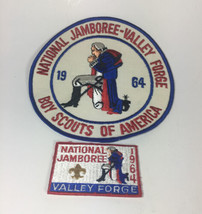 NATIONAL JAMBOREE-VALLEY FORGE
19 64
BOY SCOUTS OF AMERICA
NATIONAL
JAMBOREE
1964
VALLEY FORGE